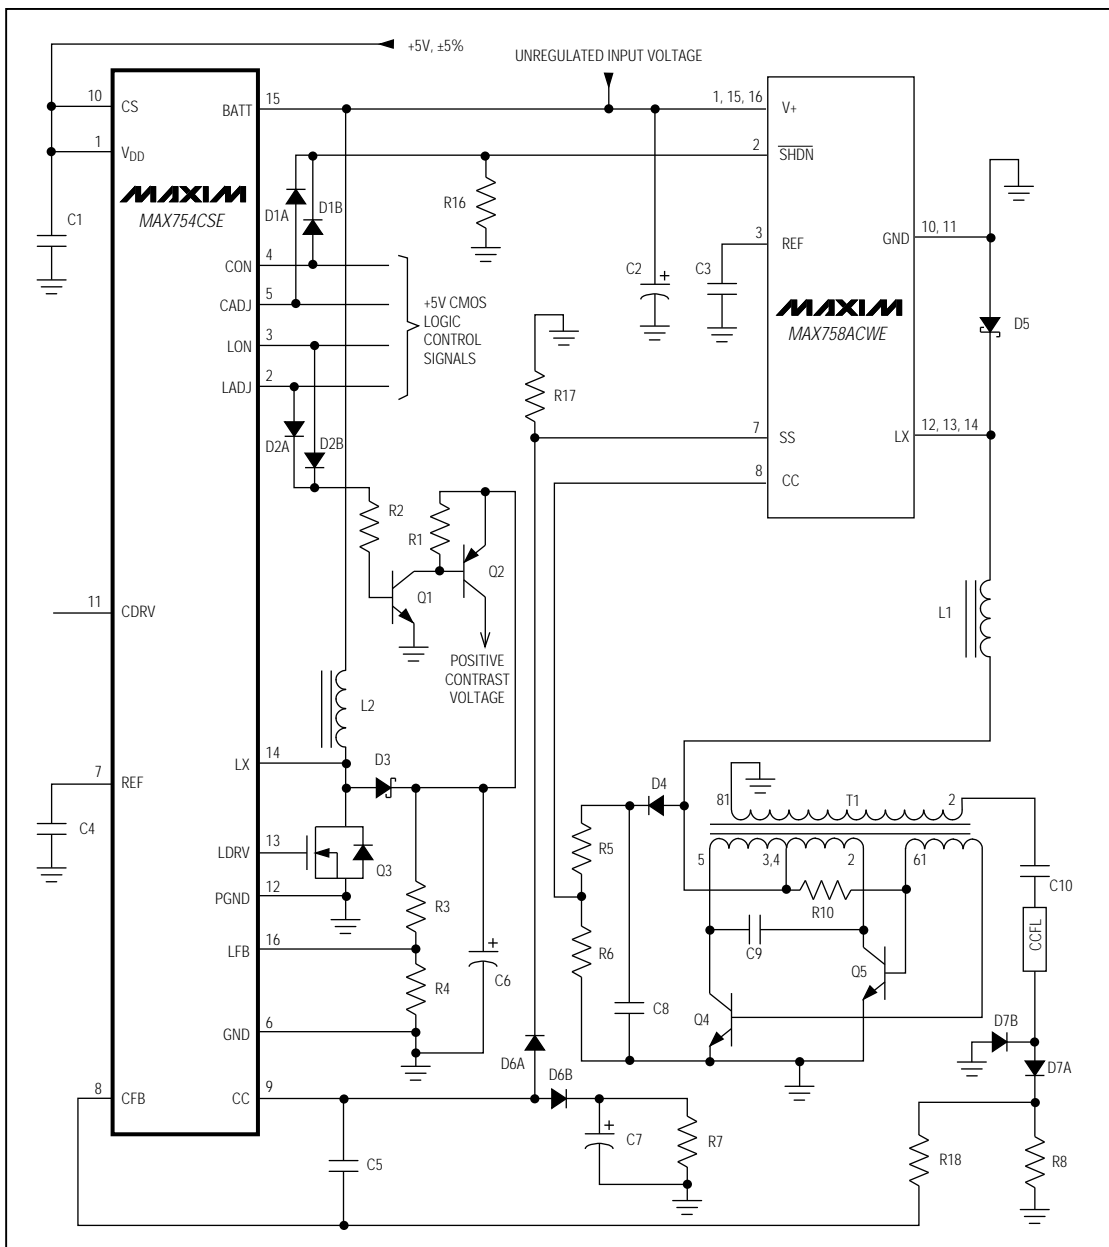 +5V, ±5%
UNREGULATED INPUT VOLTAGE
10
CS
BATT
15
1, 15, 16
V+
1
VDD
2
SHDN
MAXIM
MAX754CSE
C1
D1A
D1B
R16
3
REF
GND
10, 11
CON
4
C2
+
C3
MAXIM
MAX758ACWE
CADJ
5
+5V CMOS
LOGIC
CONTROL
SIGNALS
D5
LON
3
LADJ
2
R17
D2A
D2B
7
SS
LX
12, 13, 14
8
CC
R2
R1
Q2
Q1
11
CDRV
L1
POSITIVE
CONTRAST
VOLTAGE
L2
LX
14
D3
7
REF
D4
81
T1
2
C4
LDRV
13
Q3
R5
5
3,4
2
61
PGND
12
R3
R10
C10
CCFL
LFB
16
+
C6
R6
C9
Q5
R4
C8
Q4
GND
6
D7B
D6A
D6B
D7A
8
CFB
CC
9
+
C7
R7
C5
R18
R8